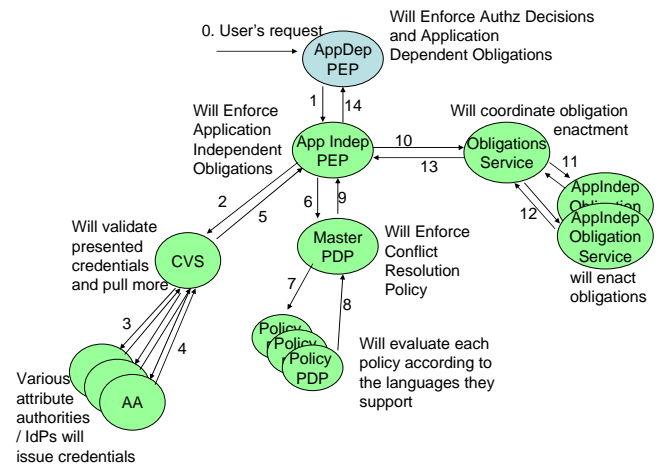 0. User's request
AppDep
PEP
Will Enforce Authz Decisions
and Application
Dependent Obligations
1
14
Will Enforce
Application
Independent
Obligations
App Indep
PEP
10
13
Will coordinate obligation
enactment
Obligations
Service
11
12
AppIndep
Obligation
AppIndep
Obligation
Service
will enact
obligations
2
5
6
9
Will validate
presented
credentials
and pull more
CVS
Master
PDP
Will Enforce
Conflict
Resolution
Policy
7
8
3
4
Policy
Policy
Policy
PDP
Will evaluate each
policy according to
the languages they
support
Various
attribute
authorities
/ IdPs will
issue credentials
AA